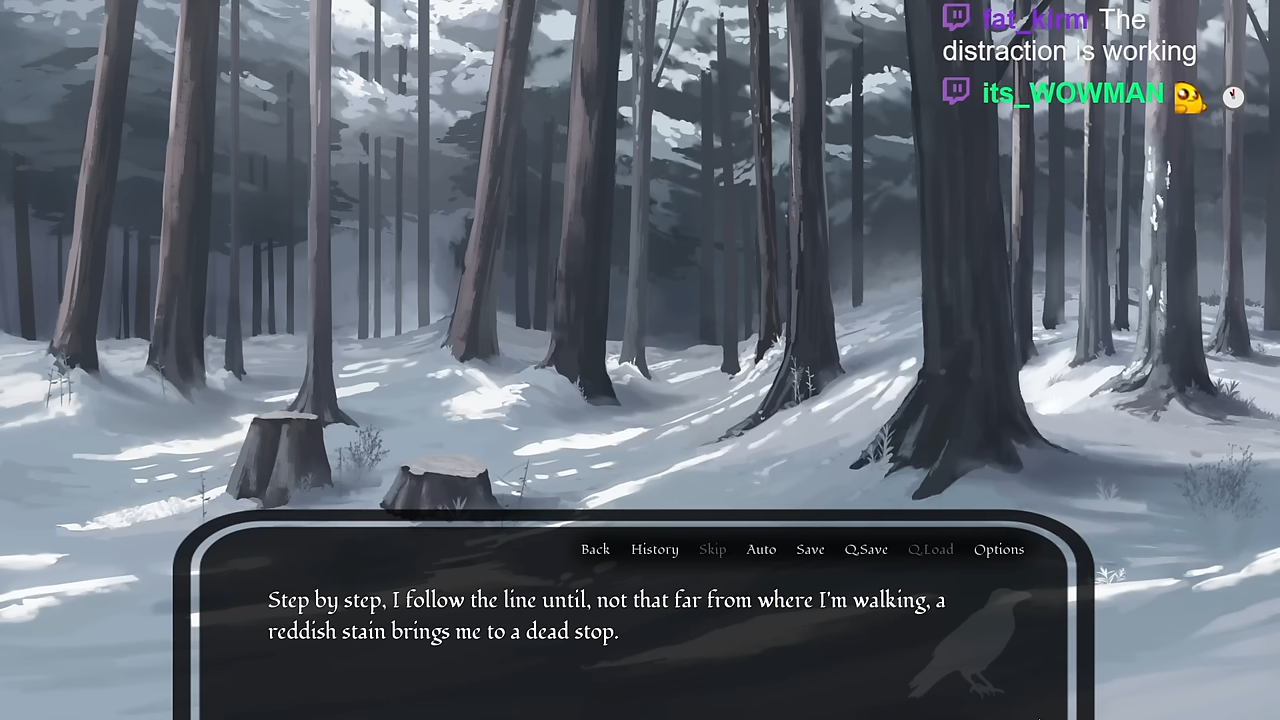 fat_kirm The
distraction is working
its_WOWMAN
Back History Skip Auto Save Q.Save Q.Load Options
Step by step, I follow the line until, not that far from where I'm walking, a
reddish stain brings me to a dead stop.